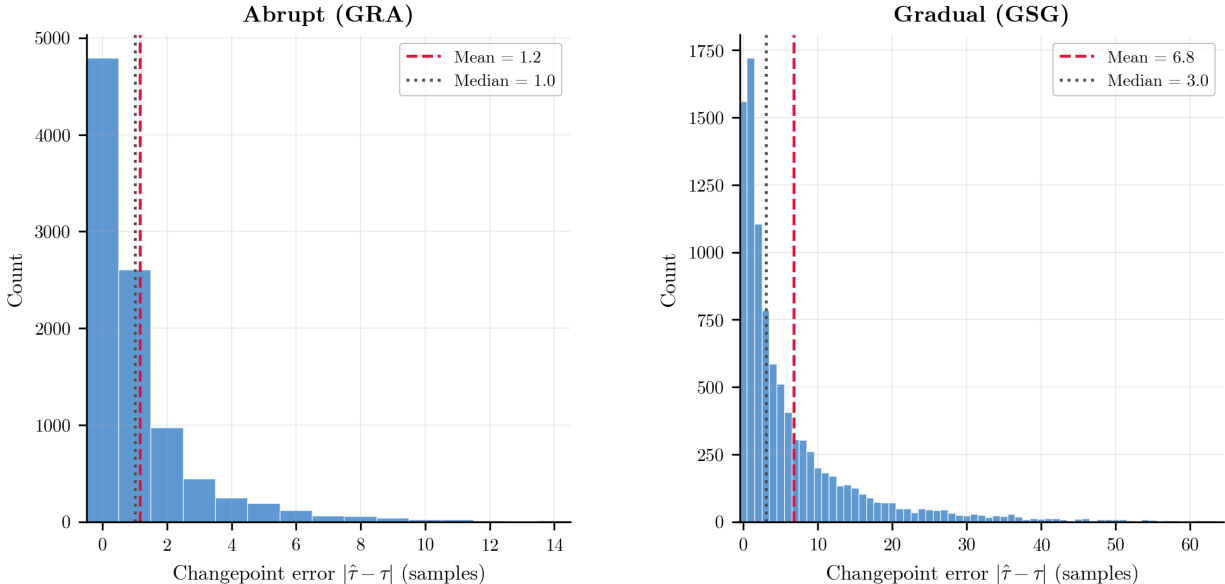 Abrupt (GRA)
Mean = 1.2
Median = 1.0
5000
4000
3000
2000
1000
0
Count
0 2 4 6 8 10 12 14
Changepoint error |τ̂ − τ| (samples)
Gradual (GSG)
Mean = 6.8
Median = 3.0
1750
1500
1250
1000
750
500
250
0
Count
0 10 20 30 40 50 60
Changepoint error |τ̂ − τ| (samples)